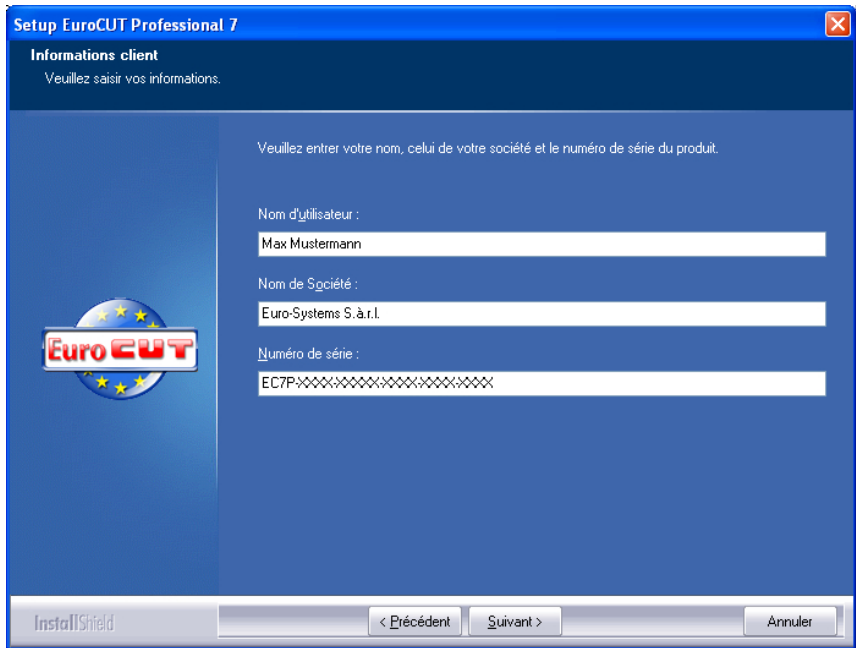 Setup EuroCUT Professional 7
Informations client
Veuillez saisir vos informations.
Veuillez entrer votre nom, celui de votre société et le numéro de série du produit.
Nom d'utilisateur :
Max Mustermann
Nom de Société :
Euro-Systems S.à.r.l.
Euro CUT
Numéro de série :
EC7P-XXXX-XXXXX-XXXX-XXXX-XXXX
InstallShield
< Précédent
Suivant >
Annuler